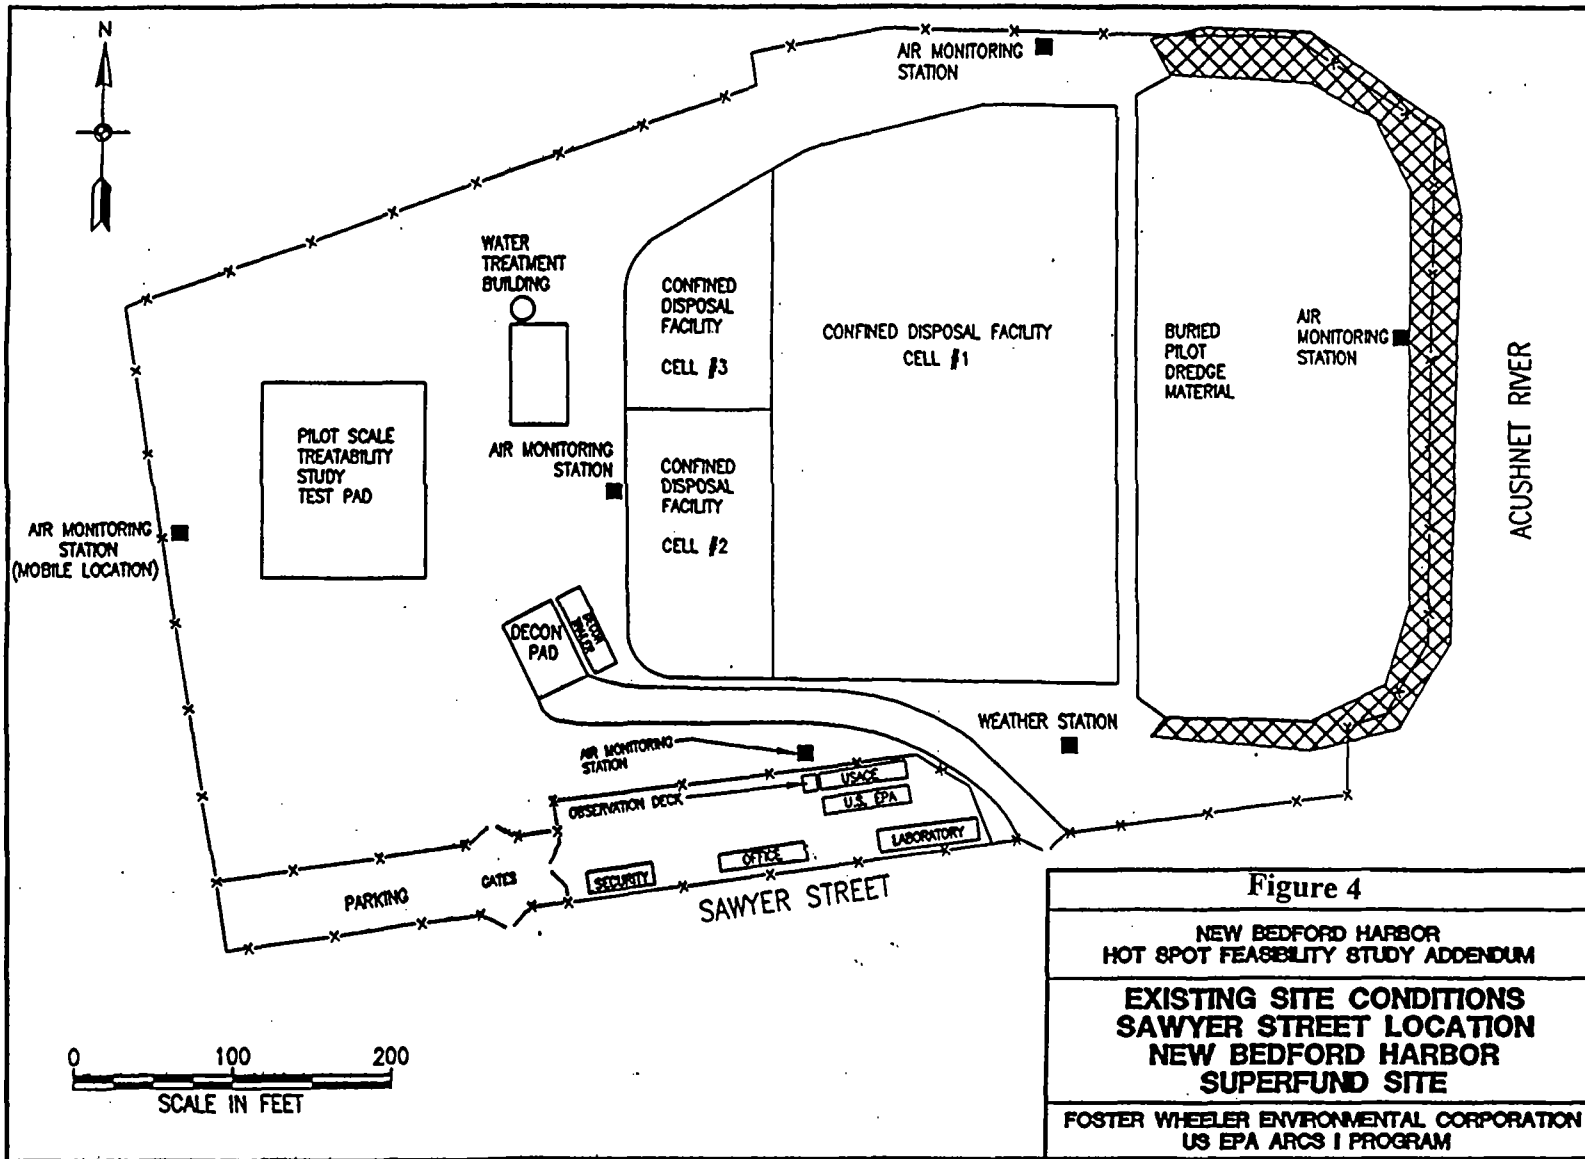 N
AIR MONITORING
STATION
WATER
TREATMENT
BUILDING
CONFINED
DISPOSAL
FACILITY
CELL #3
CONFINED DISPOSAL FACILITY
CELL #1
BURIED
PILOT
DREDGE
MATERIAL
AIR
MONITORING
STATION
ACUSHNET RIVER
PILOT SCALE
TREATABILITY
STUDY
TEST PAD
AIR MONITORING
STATION
CONFINED
DISPOSAL
FACILITY
CELL #2
AIR MONITORING
STATION
(MOBILE LOCATION)
DECON
PAD
DECON
TRAILER
WEATHER STATION
AIR MONITORING
STATION
OBSERVATION DECK
USACE
U.S. EPA
LABORATORY
OFFICE
SECURITY
GATES
PARKING
SAWYER STREET
0 100 200
SCALE IN FEET
Figure 4
NEW BEDFORD HARBOR
HOT SPOT FEASIBILITY STUDY ADDENDUM
EXISTING SITE CONDITIONS
SAWYER STREET LOCATION
NEW BEDFORD HARBOR
SUPERFUND SITE
FOSTER WHEELER ENVIRONMENTAL CORPORATION
US EPA ARCS I PROGRAM